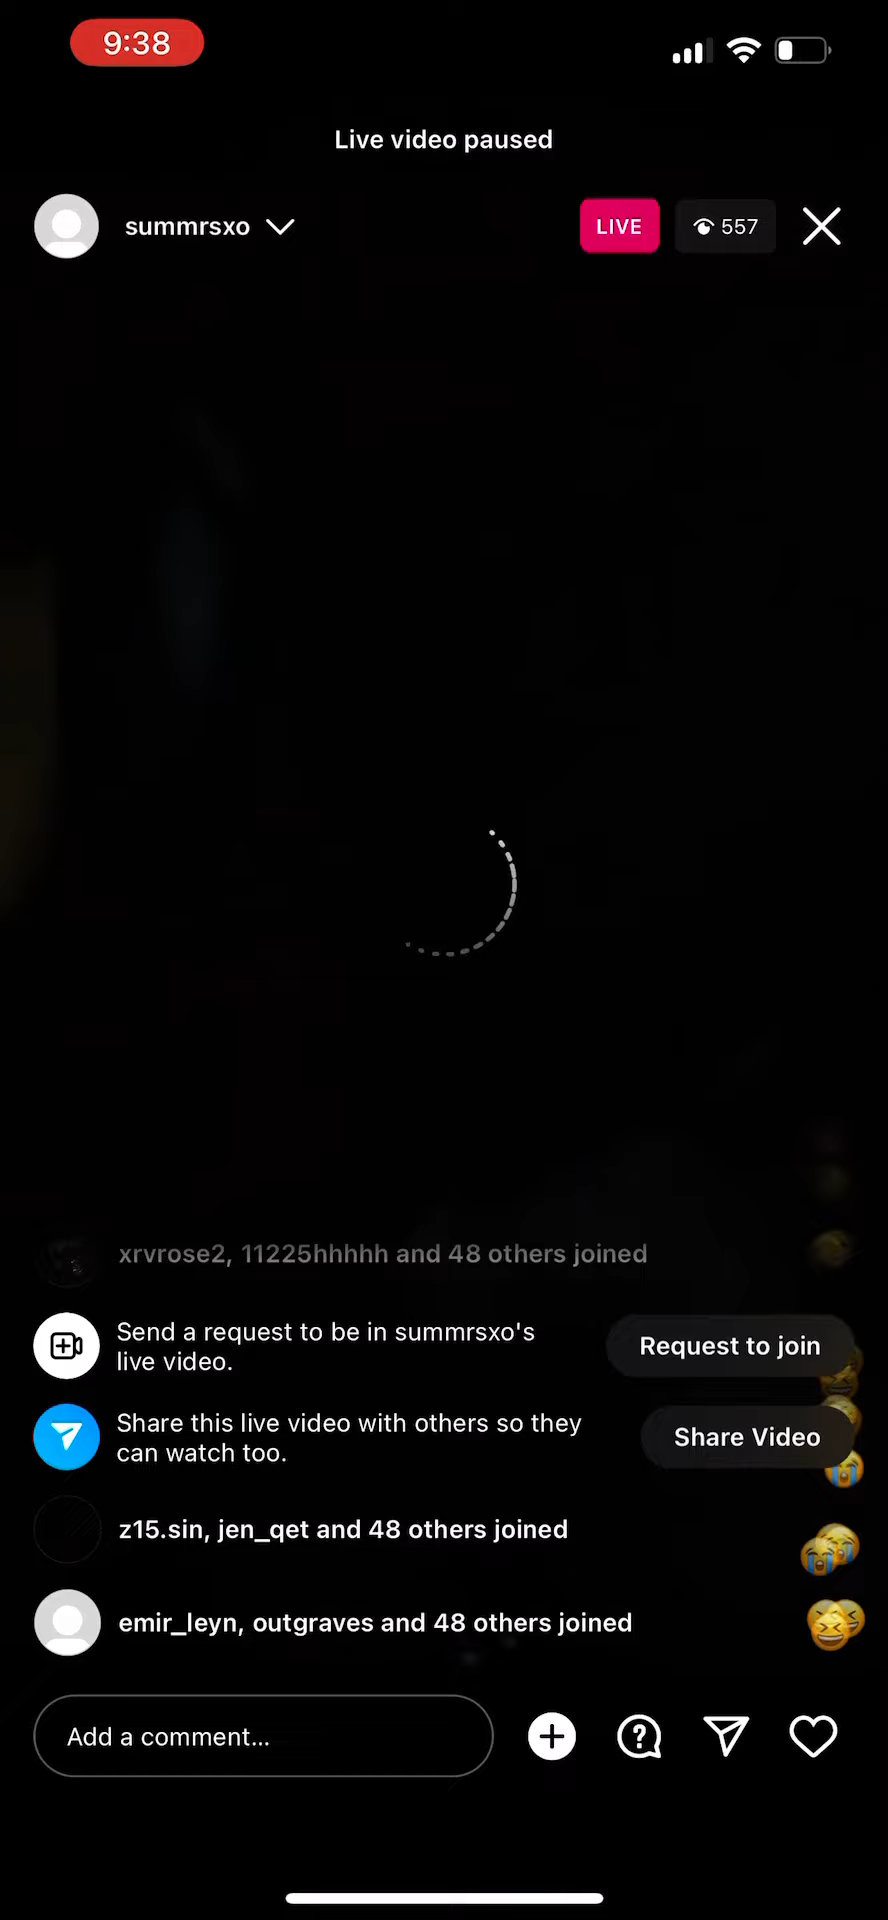 9:38
Live video paused
summrsxo
LIVE
557
xrvrose2, 11225hhhhh and 48 others joined
Send a request to be in summrsxo's
live video.
Request to join
Share this live video with others so they
can watch too.
Share Video
z15.sin, jen_qet and 48 others joined
emir_leyn, outgraves and 48 others joined
Add a comment...